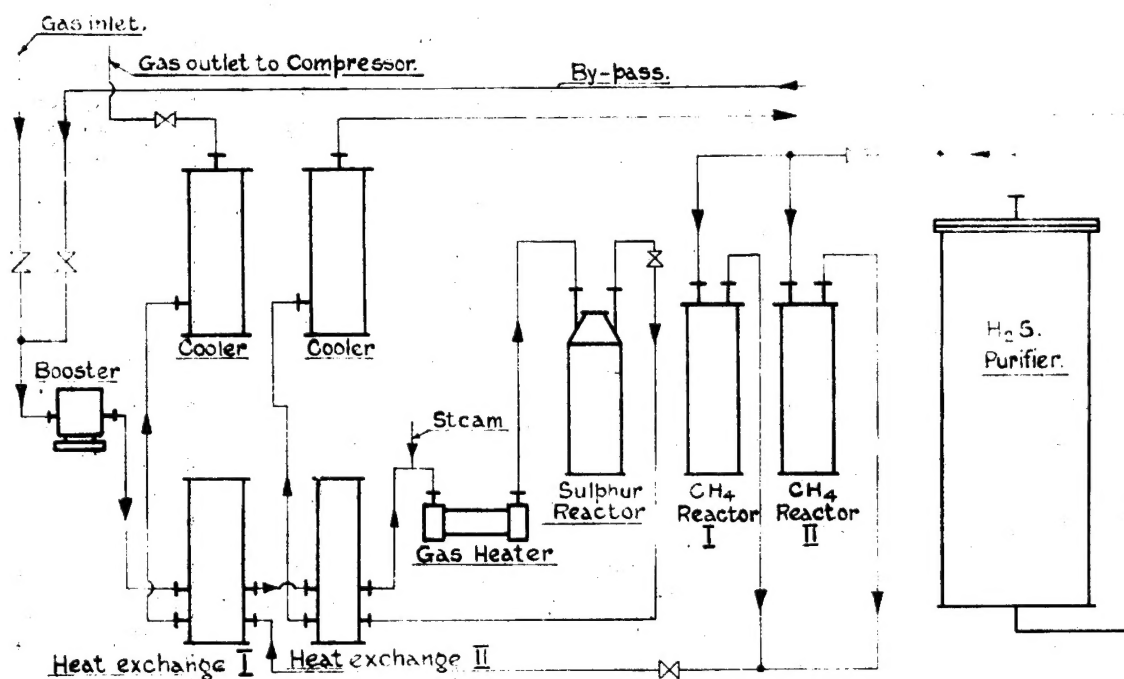 Gas inlet.
Gas outlet to Compressor.
By-pass.
Cooler
Cooler
H₂S.
Purifier.
Booster
Steam
Sulphur
Reactor
CH₄
Reactor
I
CH₄
Reactor
II
Gas Heater
Heat exchange I
Heat exchange II